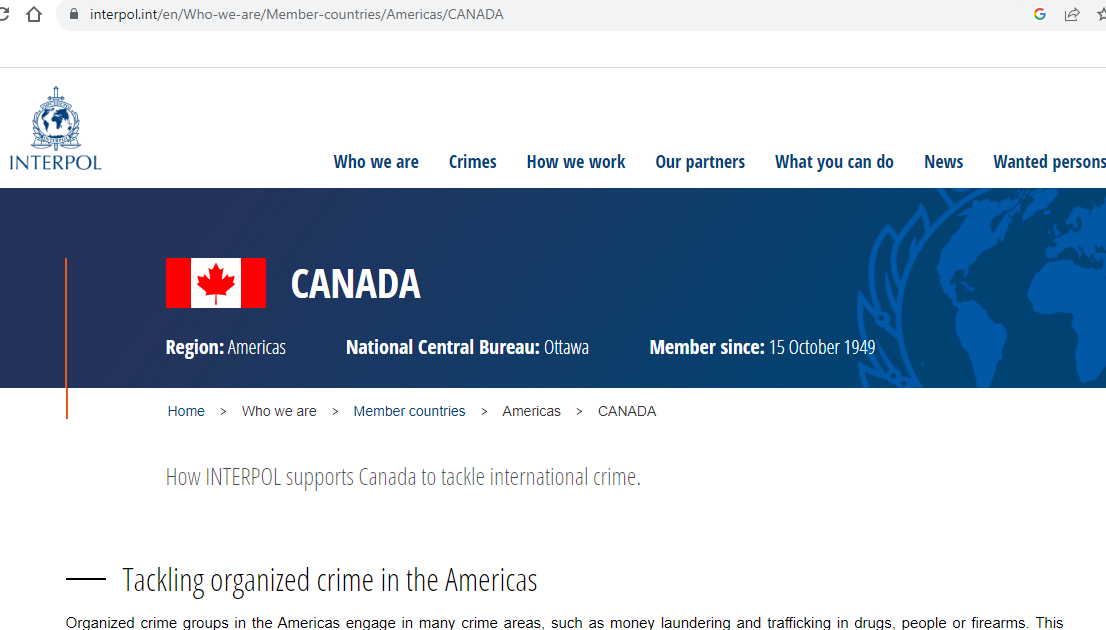 interpol.int/en/Who-we-are/Member-countries/Americas/CANADA
INTERPOL
Who we are Crimes How we work Our partners What you can do News Wanted persons
CANADA
Region: Americas National Central Bureau: Ottawa Member since: 15 October 1949
Home > Who we are > Member countries > Americas > CANADA
How INTERPOL supports Canada to tackle international crime.
Tackling organized crime in the Americas
Organized crime groups in the Americas engage in many crime areas, such as money laundering and trafficking in drugs, people or firearms. This